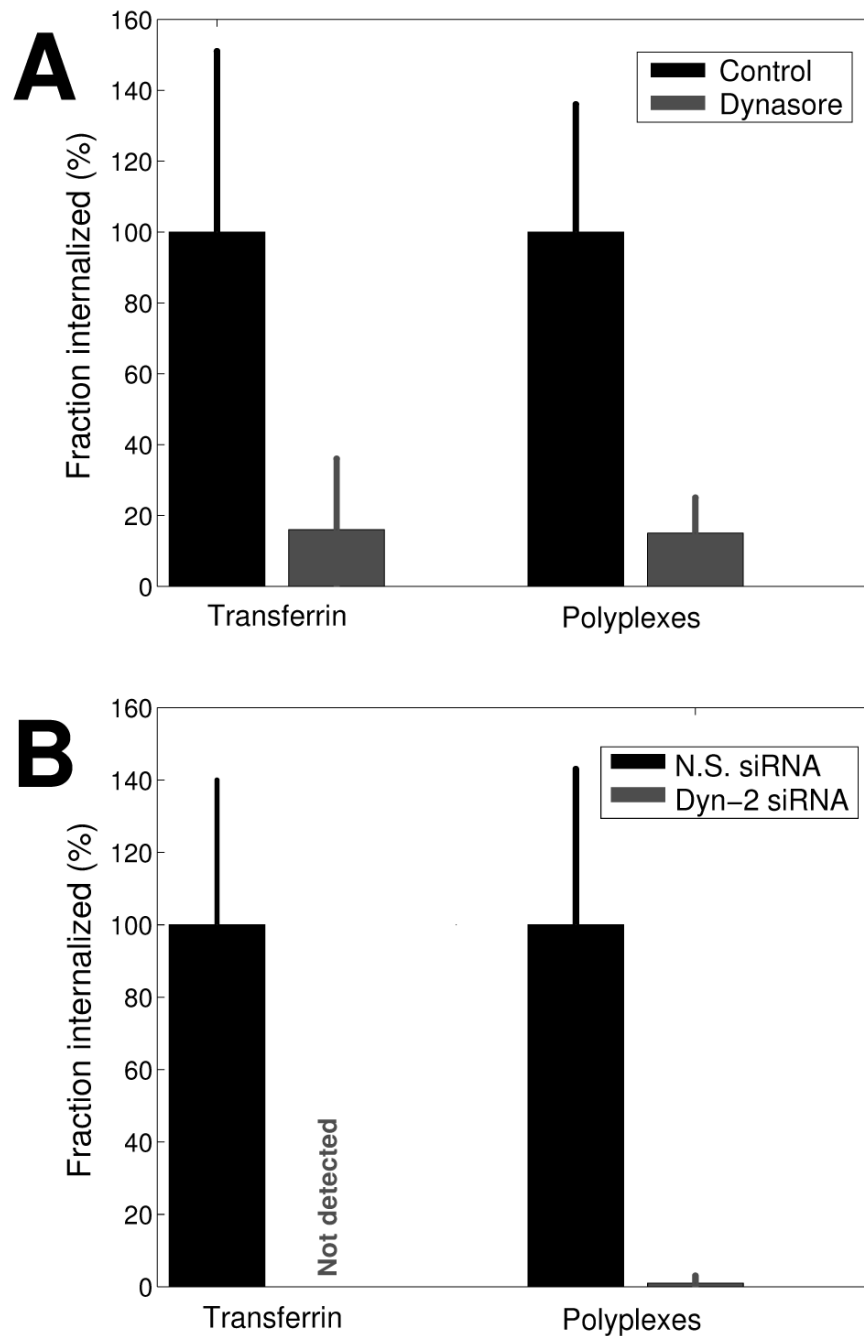 A
Fraction internalized (%)
160
140
120
100
80
60
40
20
0
Control
Dynasore
Transferrin Polyplexes
B
Fraction internalized (%)
160
140
120
100
80
60
40
20
0
N.S. siRNA
Dyn-2 siRNA
Not detected
Transferrin Polyplexes